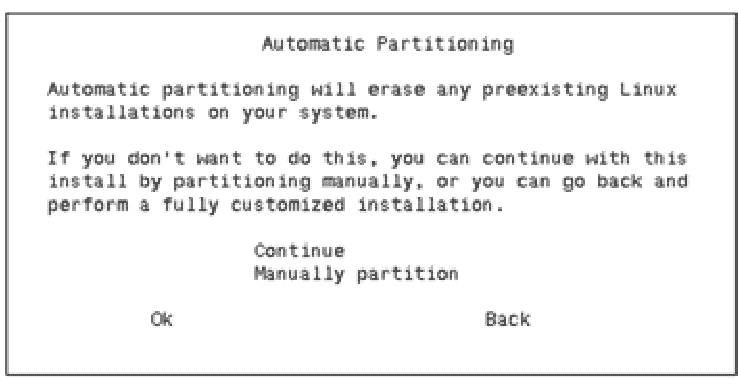 Automatic Partitioning
Automatic partitioning will erase any preexisting Linux
installations on your system.
If you don't want to do this, you can continue with this
install by partitioning manually, or you can go back and
perform a fully customized installation.
Continue
Manually partition
Ok Back